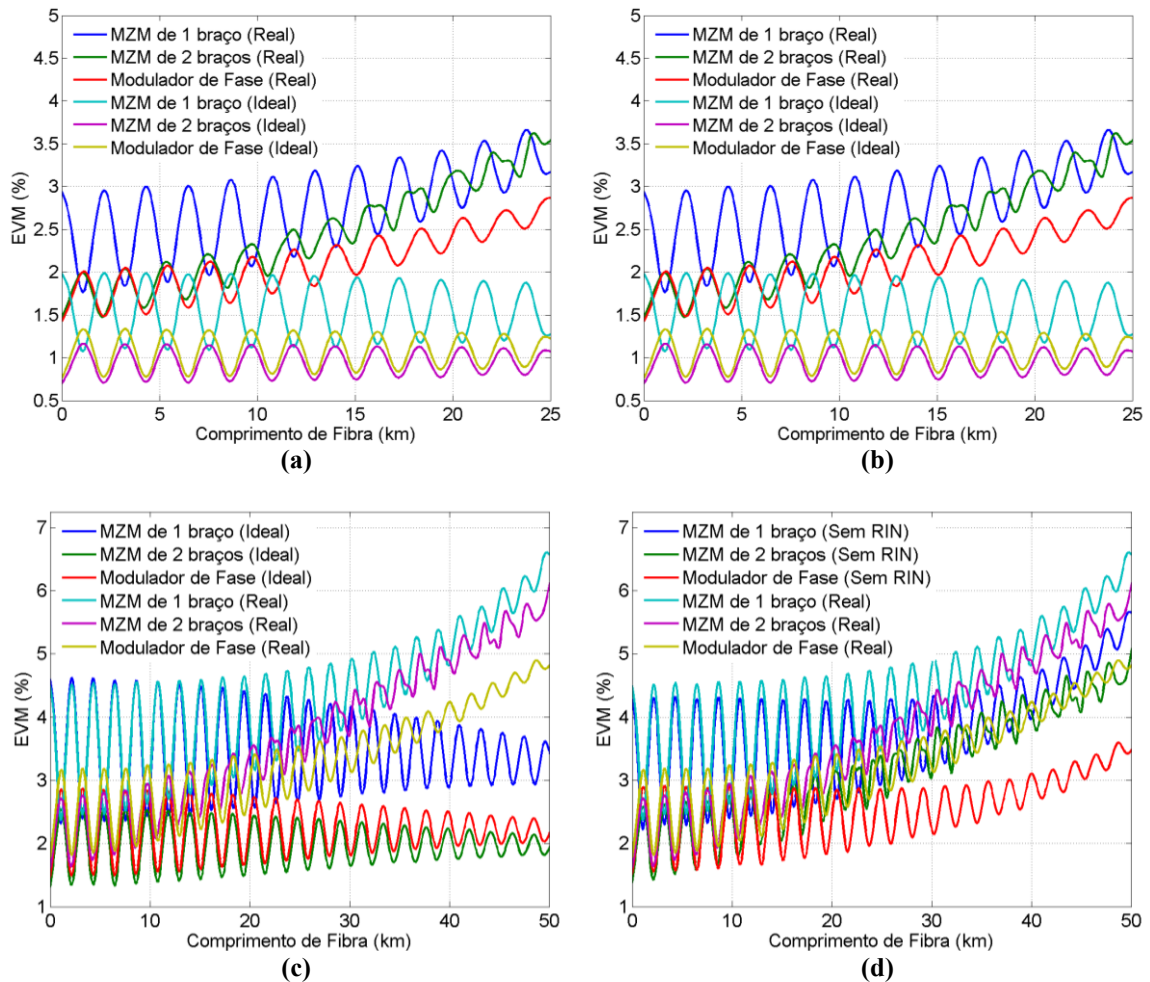 5
4.5
4
3.5
3
2.5
2
1.5
1
0.5
EVM (%)
MZM de 1 braço (Real)
MZM de 2 braços (Real)
Modulador de Fase (Real)
MZM de 1 braço (Ideal)
MZM de 2 braços (Ideal)
Modulador de Fase (Ideal)
0 5 10 15 20 25
Comprimento de Fibra (km)
(a)
5
4.5
4
3.5
3
2.5
2
1.5
1
0.5
EVM (%)
MZM de 1 braço (Real)
MZM de 2 braços (Real)
Modulador de Fase (Real)
MZM de 1 braço (Ideal)
MZM de 2 braços (Ideal)
Modulador de Fase (Ideal)
0 5 10 15 20 25
Comprimento de Fibra (km)
(b)
7
6
5
4
3
2
1
EVM (%)
MZM de 1 braço (Ideal)
MZM de 2 braços (Ideal)
Modulador de Fase (Ideal)
MZM de 1 braço (Real)
MZM de 2 braços (Real)
Modulador de Fase (Real)
0 10 20 30 40 50
Comprimento de Fibra (km)
(c)
7
6
5
4
3
2
1
EVM (%)
MZM de 1 braço (Sem RIN)
MZM de 2 braços (Sem RIN)
Modulador de Fase (Sem RIN)
MZM de 1 braço (Real)
MZM de 2 braços (Real)
Modulador de Fase (Real)
0 10 20 30 40 50
Comprimento de Fibra (km)
(d)